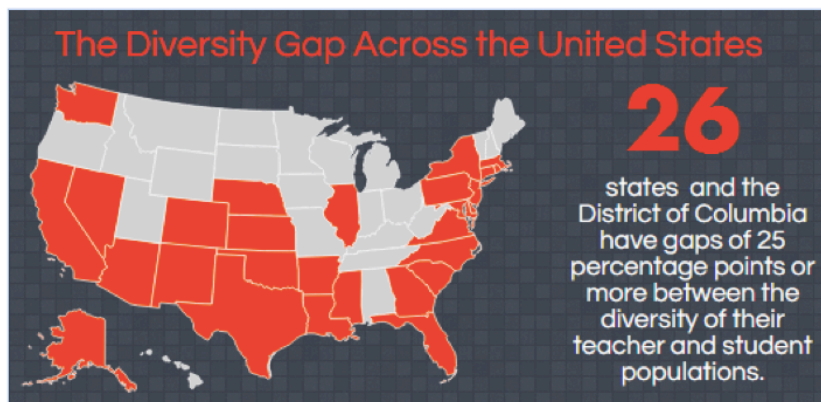 The Diversity Gap Across the United States
26
states and the
District of Columbia
have gaps of 25
percentage points or
more between the
diversity of their
teacher and student
populations.